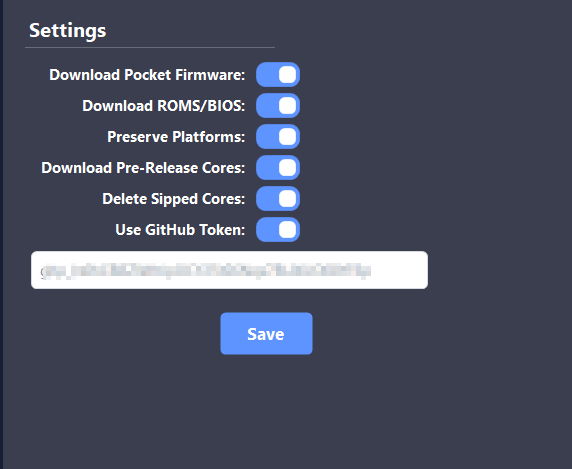 Settings
Download Pocket Firmware:
Download ROMS/BIOS:
Preserve Platforms:
Download Pre-Release Cores:
Delete Sipped Cores:
Use GitHub Token:
Save